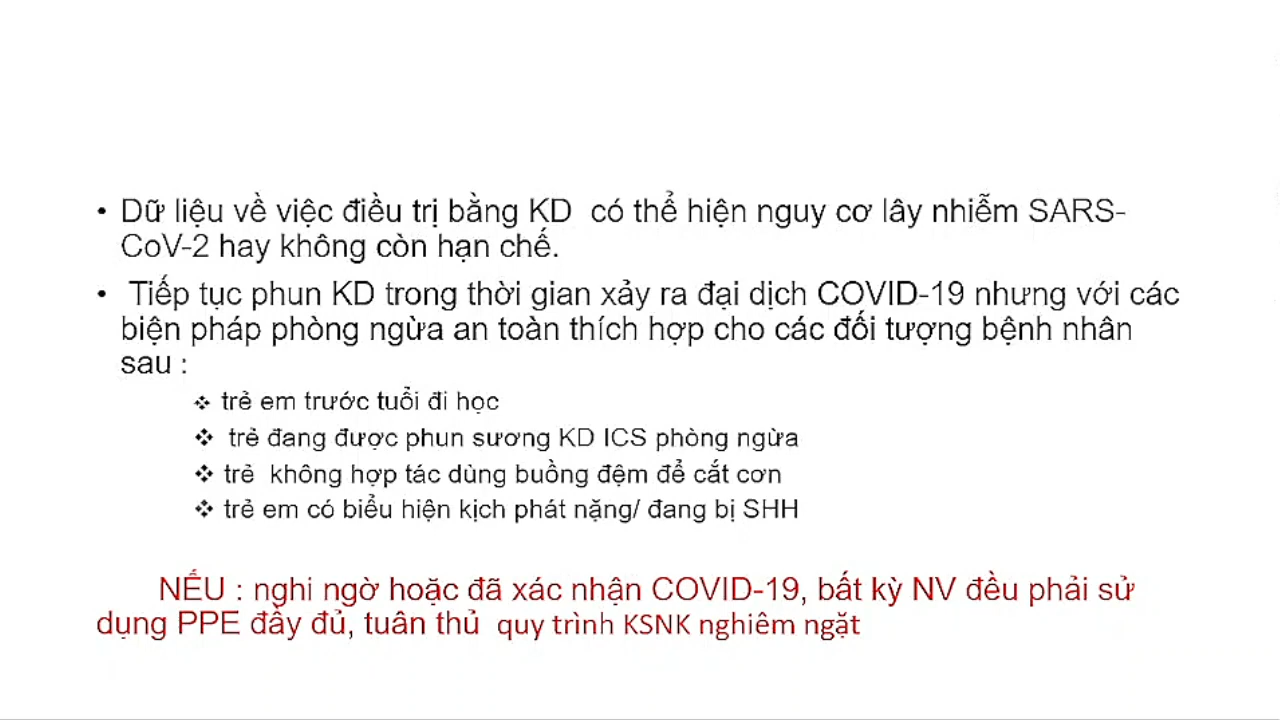 • Dữ liệu về việc điều trị bằng KD có thể hiện nguy cơ lây nhiễm SARS-
CoV-2 hay không còn hạn chế.
• Tiếp tục phun KD trong thời gian xảy ra đại dịch COVID-19 nhưng với các
biện pháp phòng ngừa an toàn thích hợp cho các đối tượng bệnh nhân
sau :
❖ trẻ em trước tuổi đi học
❖ trẻ đang được phun sương KD ICS phòng ngừa
❖ trẻ không hợp tác dùng buồng đệm để cắt cơn
❖ trẻ em có biểu hiện kịch phát nặng/ đang bị SHH
NẾU : nghi ngờ hoặc đã xác nhận COVID-19, bất kỳ NV đều phải sử
dụng PPE đầy đủ, tuân thủ quy trình KSNK nghiêm ngặt